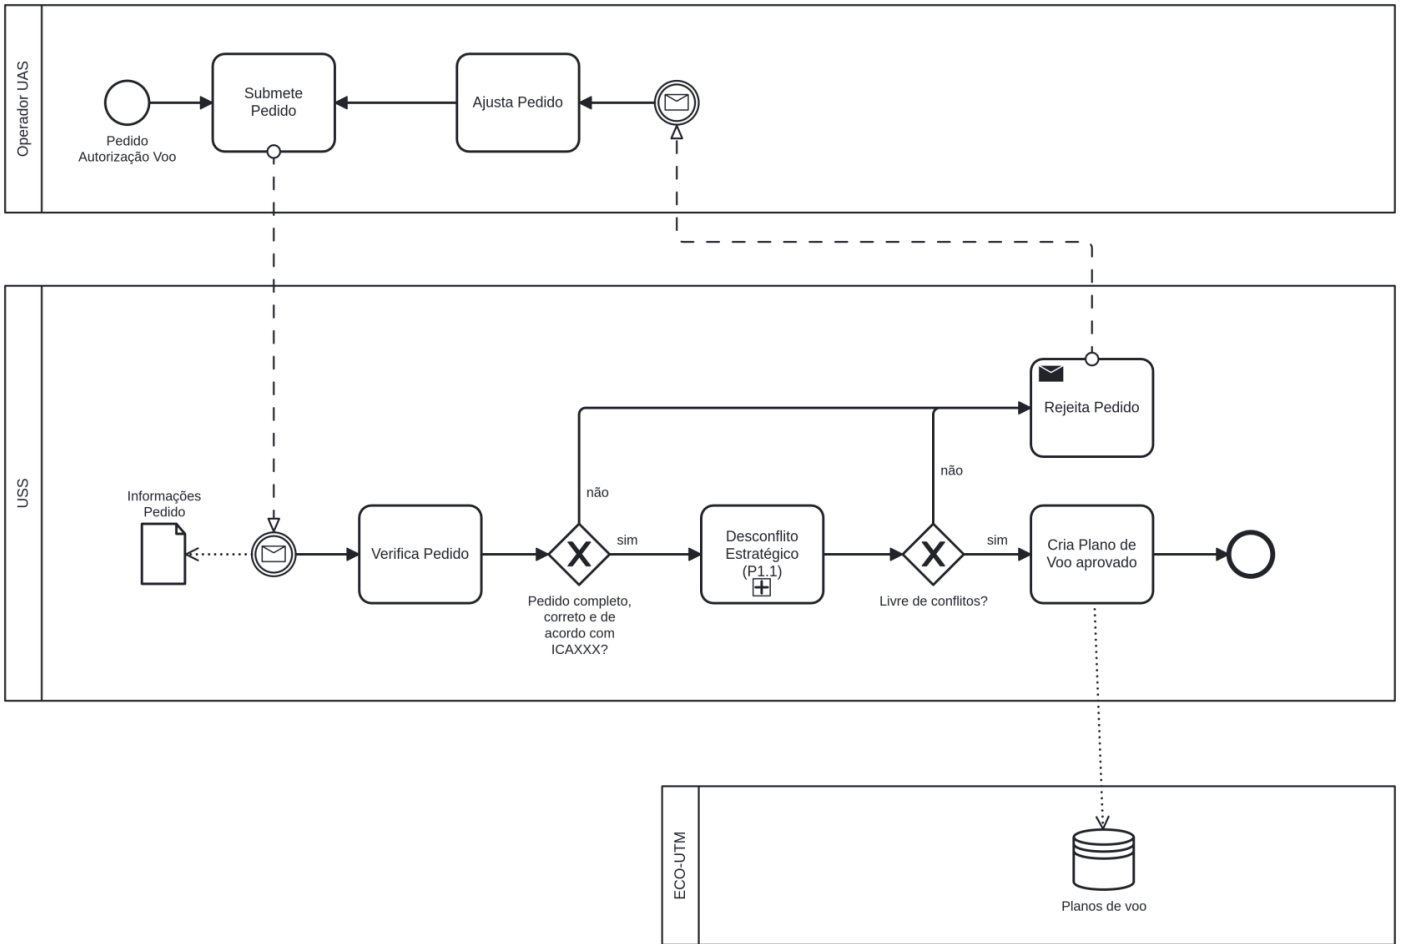 Operador UAS
Pedido
Autorização Voo
Submete
Pedido
Ajusta Pedido
USS
Informações
Pedido
Verifica Pedido
não
sim
Pedido completo,
correto e de
acordo com
ICAXXX?
Desconflito
Estratégico
(P1.1)
não
sim
Livre de conflitos?
Rejeita Pedido
Cria Plano de
Voo aprovado
ECO-UTM
Planos de voo